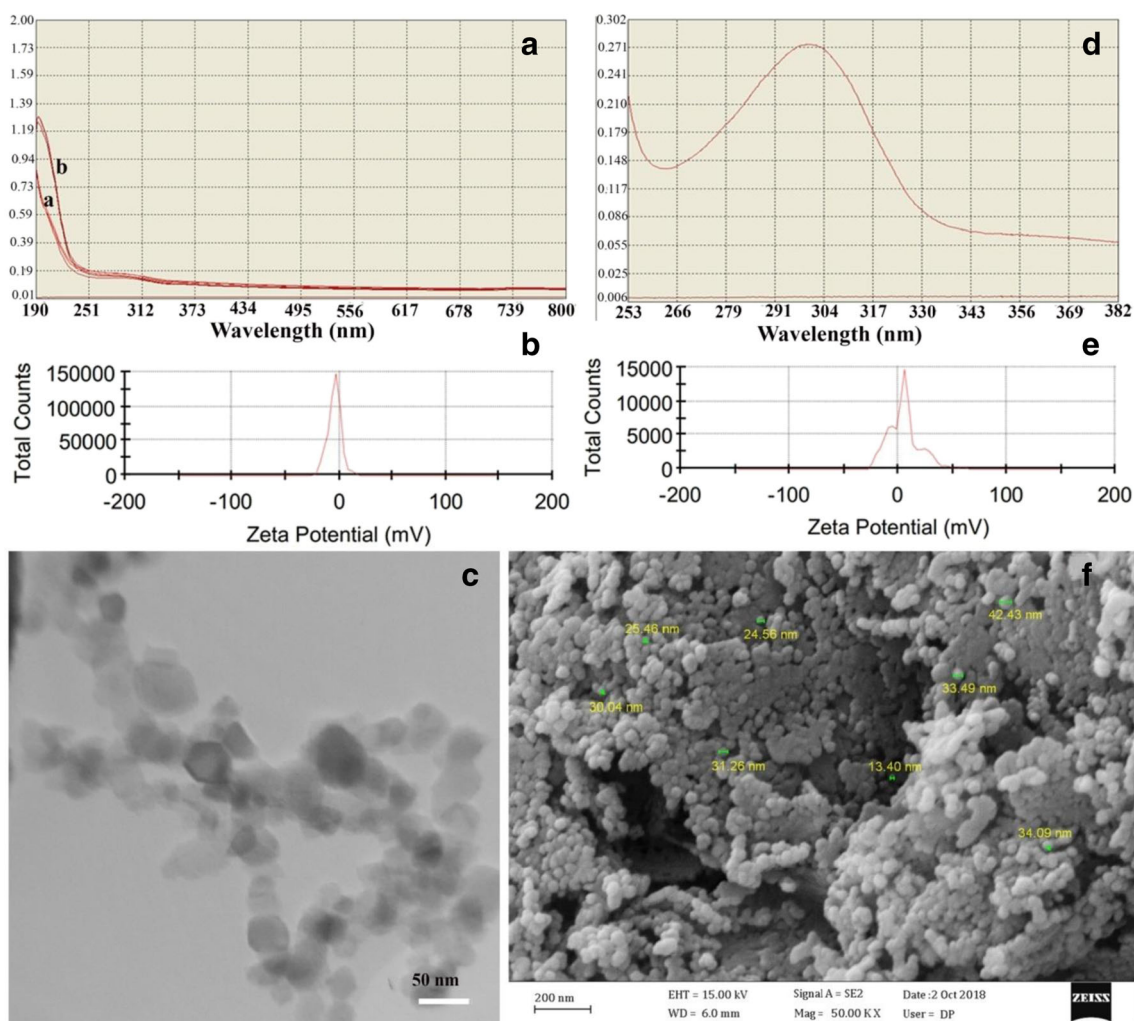 a
2.00
1.73
1.59
1.39
1.19
0.94
0.73
0.59
0.39
0.19
0.01
b
a
190 251 312 373 434 495 556 617 678 739 800
Wavelength (nm)
d
0.302
0.271
0.241
0.210
0.179
0.148
0.117
0.086
0.055
0.025
0.006
253 266 279 291 304 317 330 343 356 369 382
Wavelength (nm)
b
Total Counts
150000
100000
50000
0
-200 -100 0 100 200
Zeta Potential (mV)
e
Total Counts
15000
10000
5000
0
-200 -100 0 100 200
Zeta Potential (mV)
c
50 nm
f
42.43 nm
25.46 nm
24.56 nm
33.49 nm
30.04 nm
31.26 nm
13.40 nm
34.09 nm
200 nm
EHT = 15.00 kV Signal A = SE2 Date :2 Oct 2018
WD = 6.0 mm Mag = 50.00 K X User = DP
ZEISS